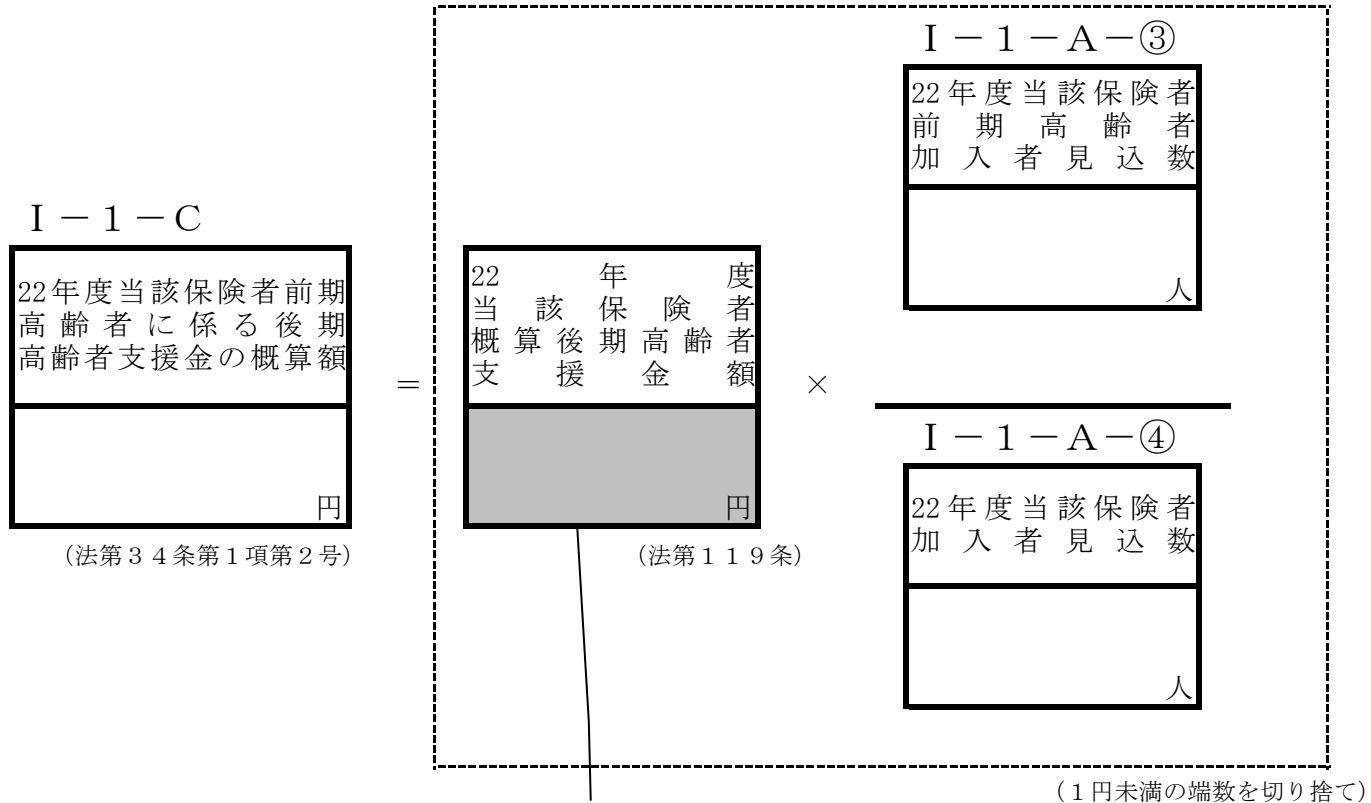 Ⅰ－１－Ｃ
22年度当該保険者前期
高齢者に係る後期
高齢者支援金の概算額
円
（法第３４条第１項第２号）
＝
22年度
当該保険者
概算後期高齢者
支援金額
円
（法第１１９条）
×
Ⅰ－１－Ａ－③
22年度当該保険者
前期高齢者
加入者見込数
人
Ⅰ－１－Ａ－④
22年度当該保険者
加入者見込数
人
（１円未満の端数を切り捨て）